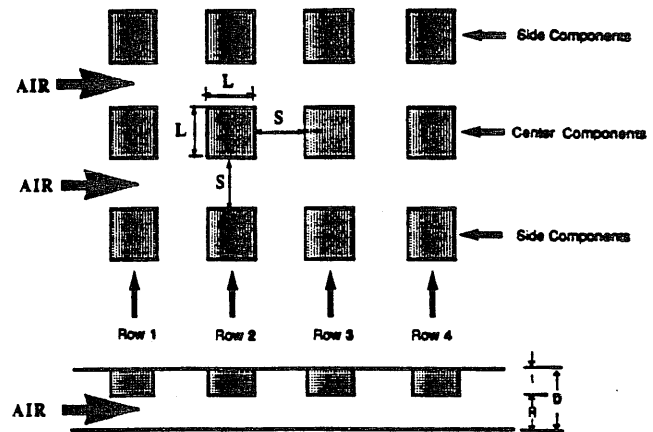 Side Components
AIR
L
L
S
Center Components
AIR
S
Side Components
Row 1
Row 2
Row 3
Row 4
AIR
D